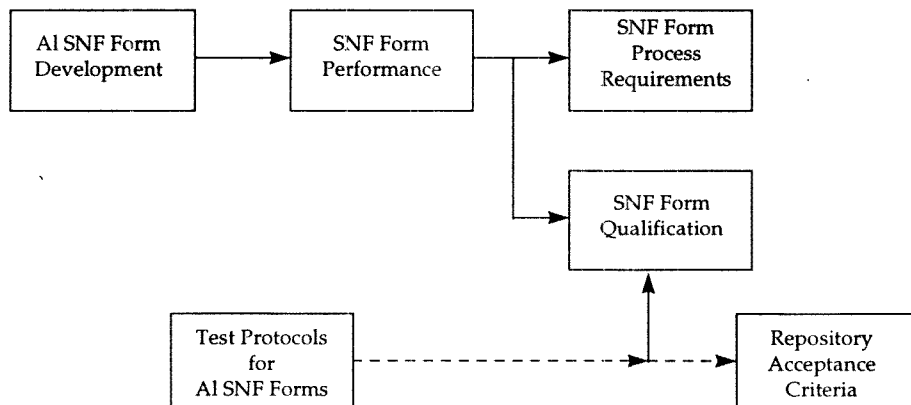 Al SNF Form
Development
SNF Form
Performance
SNF Form
Process
Requirements
SNF Form
Qualification
Test Protocols
for
Al SNF Forms
Repository
Acceptance
Criteria